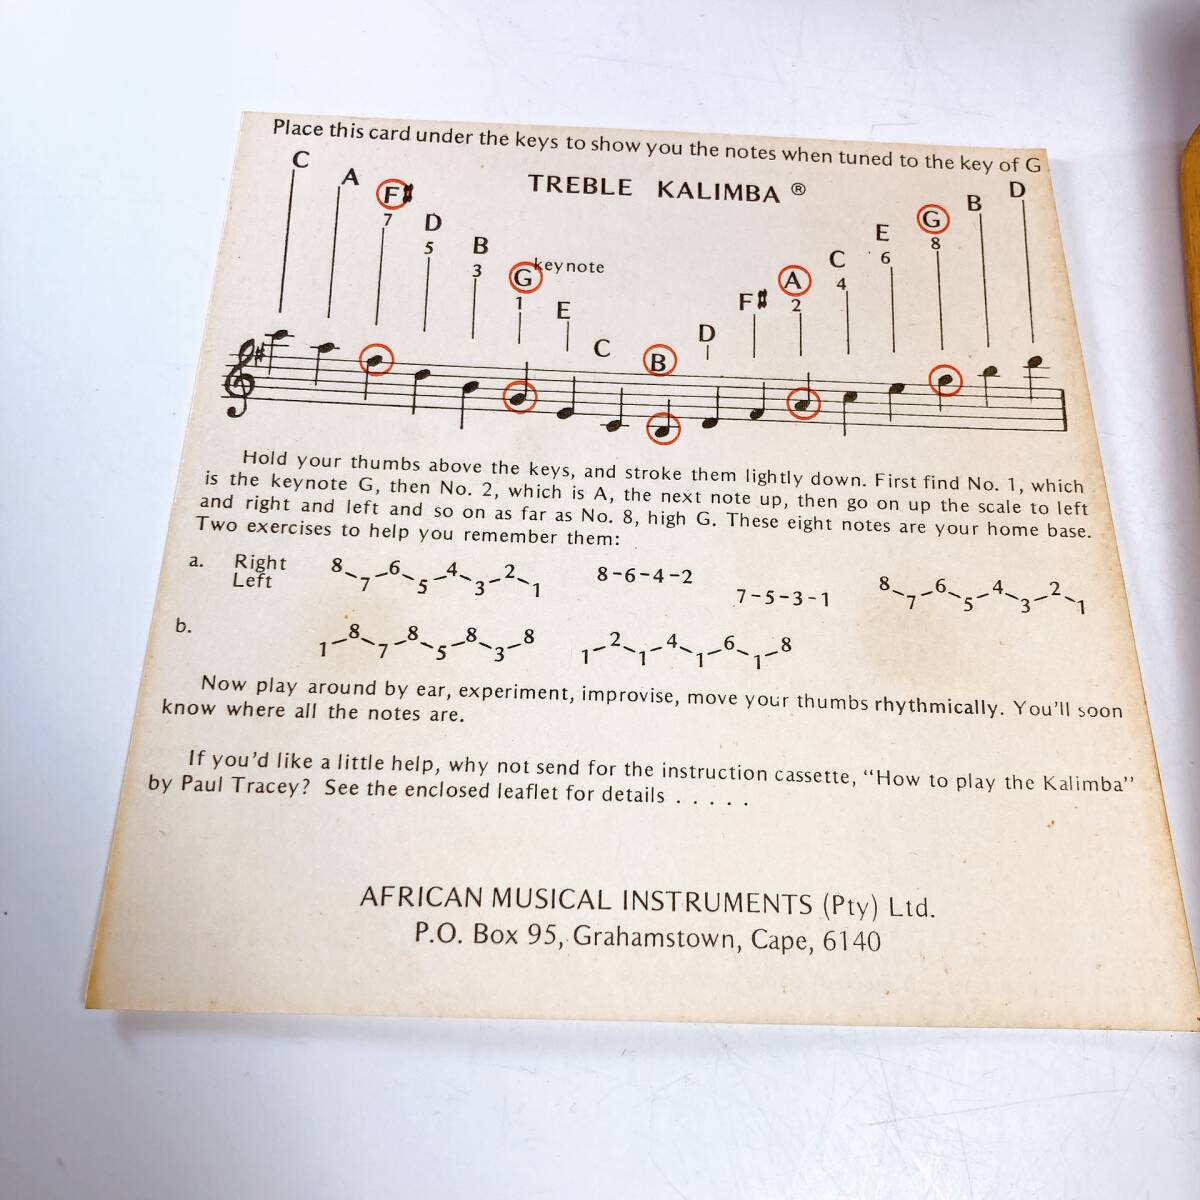 Place this card under the keys to show you the notes when tuned to the key of G
TREBLE KALIMBA ®
C A F♯ D B G keynote E C B D F♯ A C E G B D
7 5 3 1 2 4 6 8
Hold your thumbs above the keys, and stroke them lightly down. First find No. 1, which
is the keynote G, then No. 2, which is A, the next note up, then go on up the scale to left
and right and left and so on as far as No. 8, high G. These eight notes are your home base.
Two exercises to help you remember them:
a. Right 8–7–6–5–4–3–2–1 8-6-4-2 8–7–6–5–4–3–2–1
Left 7-5-3-1
b. 1–8–7–8–5–8–3–8 1–2–1–4–1–6–1–8
Now play around by ear, experiment, improvise, move your thumbs rhythmically. You'll soon
know where all the notes are.
If you'd like a little help, why not send for the instruction cassette, "How to play the Kalimba"
by Paul Tracey? See the enclosed leaflet for details . . . . .
AFRICAN MUSICAL INSTRUMENTS (Pty) Ltd.
P.O. Box 95, Grahamstown, Cape, 6140